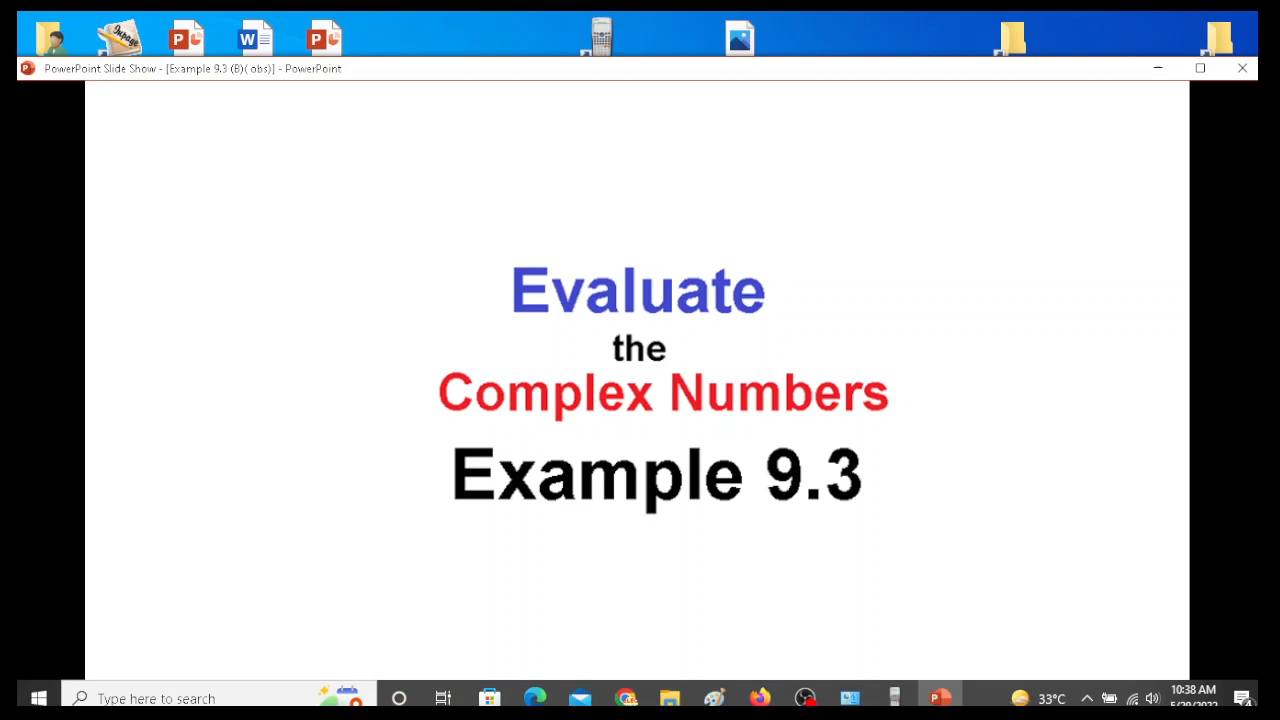 PowerPoint Slide Show - [Example 9.3 (B)( obs)] - PowerPoint
Evaluate
the
Complex Numbers
Example 9.3
Type here to search
33°C
10:38 AM